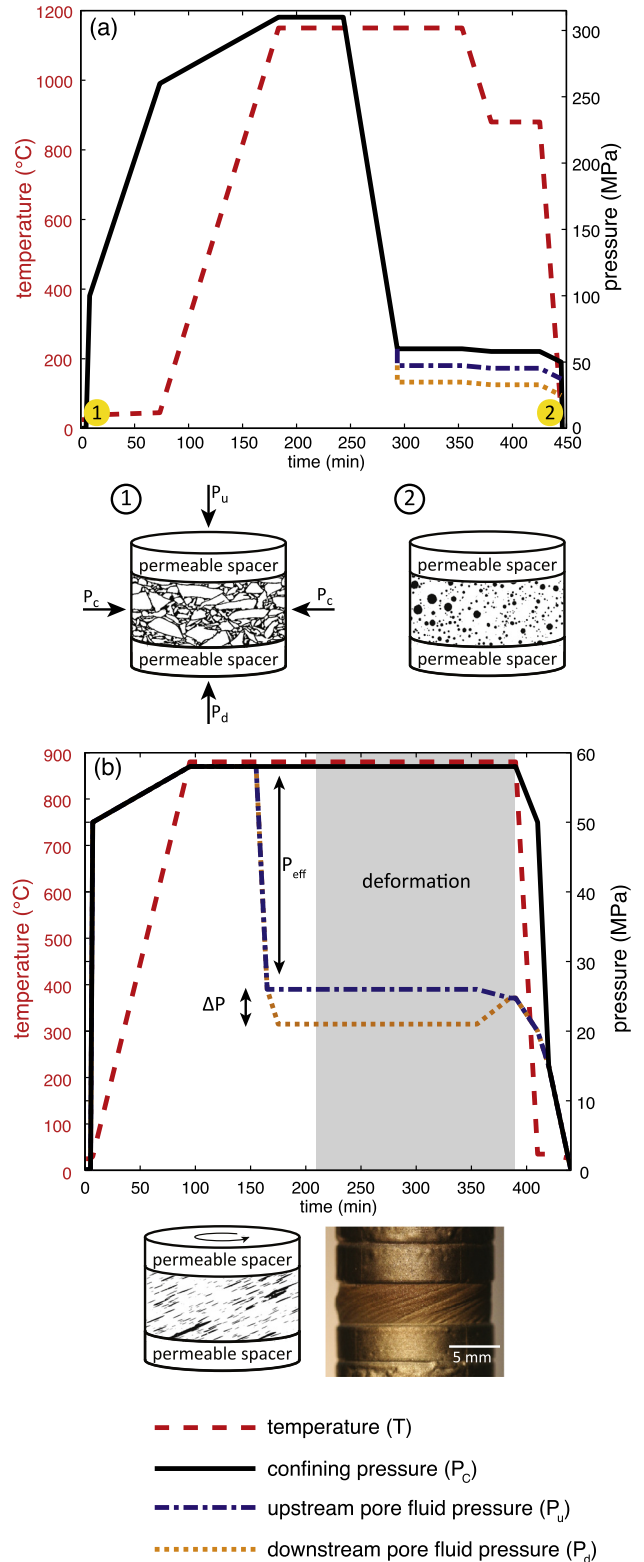 (a)
temperature (°C)
1200
1000
800
600
400
200
0
pressure (MPa)
300
250
200
150
100
50
0
1
2
0 50 100 150 200 250 300 350 400 450
time (min)
1
2
P_u
permeable spacer
permeable spacer
P_c
P_c
permeable spacer
permeable spacer
P_d
(b)
temperature (°C)
900
800
700
600
500
400
300
200
100
0
pressure (MPa)
60
50
40
30
20
10
0
P_eff
deformation
ΔP
0 50 100 150 200 250 300 350 400
time (min)
permeable spacer
permeable spacer
5 mm
temperature (T)
confining pressure (P_C)
upstream pore fluid pressure (P_u)
downstream pore fluid pressure (P_d)